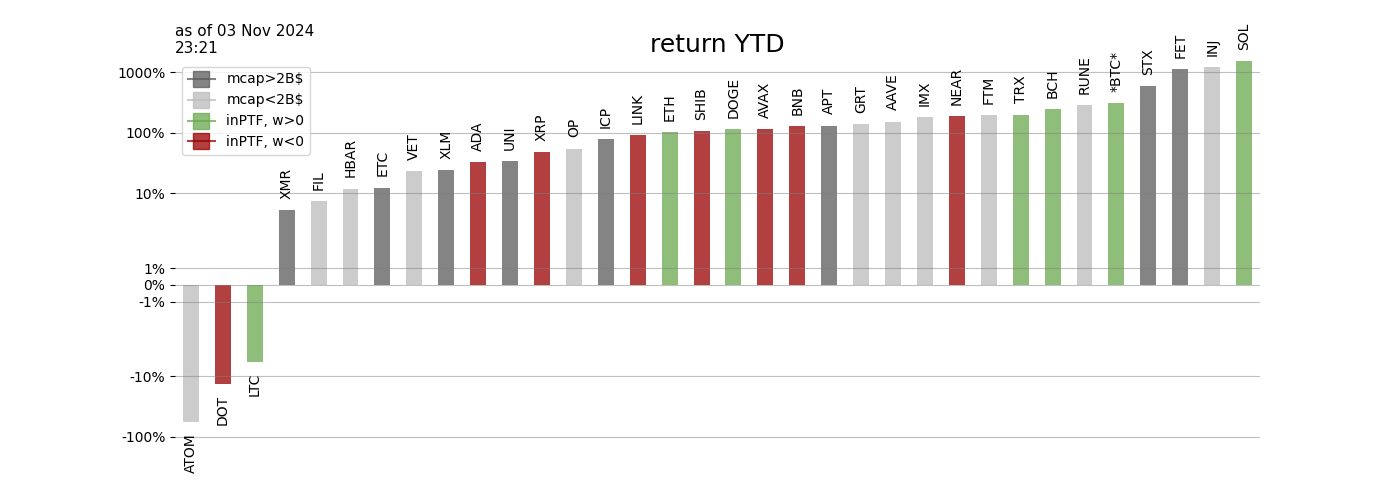 as of 03 Nov 2024
23:21
return YTD
mcap>2B$
mcap<2B$
inPTF, w>0
inPTF, w<0
1000%
100%
10%
1%
0%
-1%
-10%
-100%
ATOM
DOT
LTC
XMR
FIL
HBAR
ETC
VET
XLM
ADA
UNI
XRP
OP
ICP
LINK
ETH
SHIB
DOGE
AVAX
BNB
APT
GRT
AAVE
IMX
NEAR
FTM
TRX
BCH
RUNE
*BTC*
STX
FET
INJ
SOL